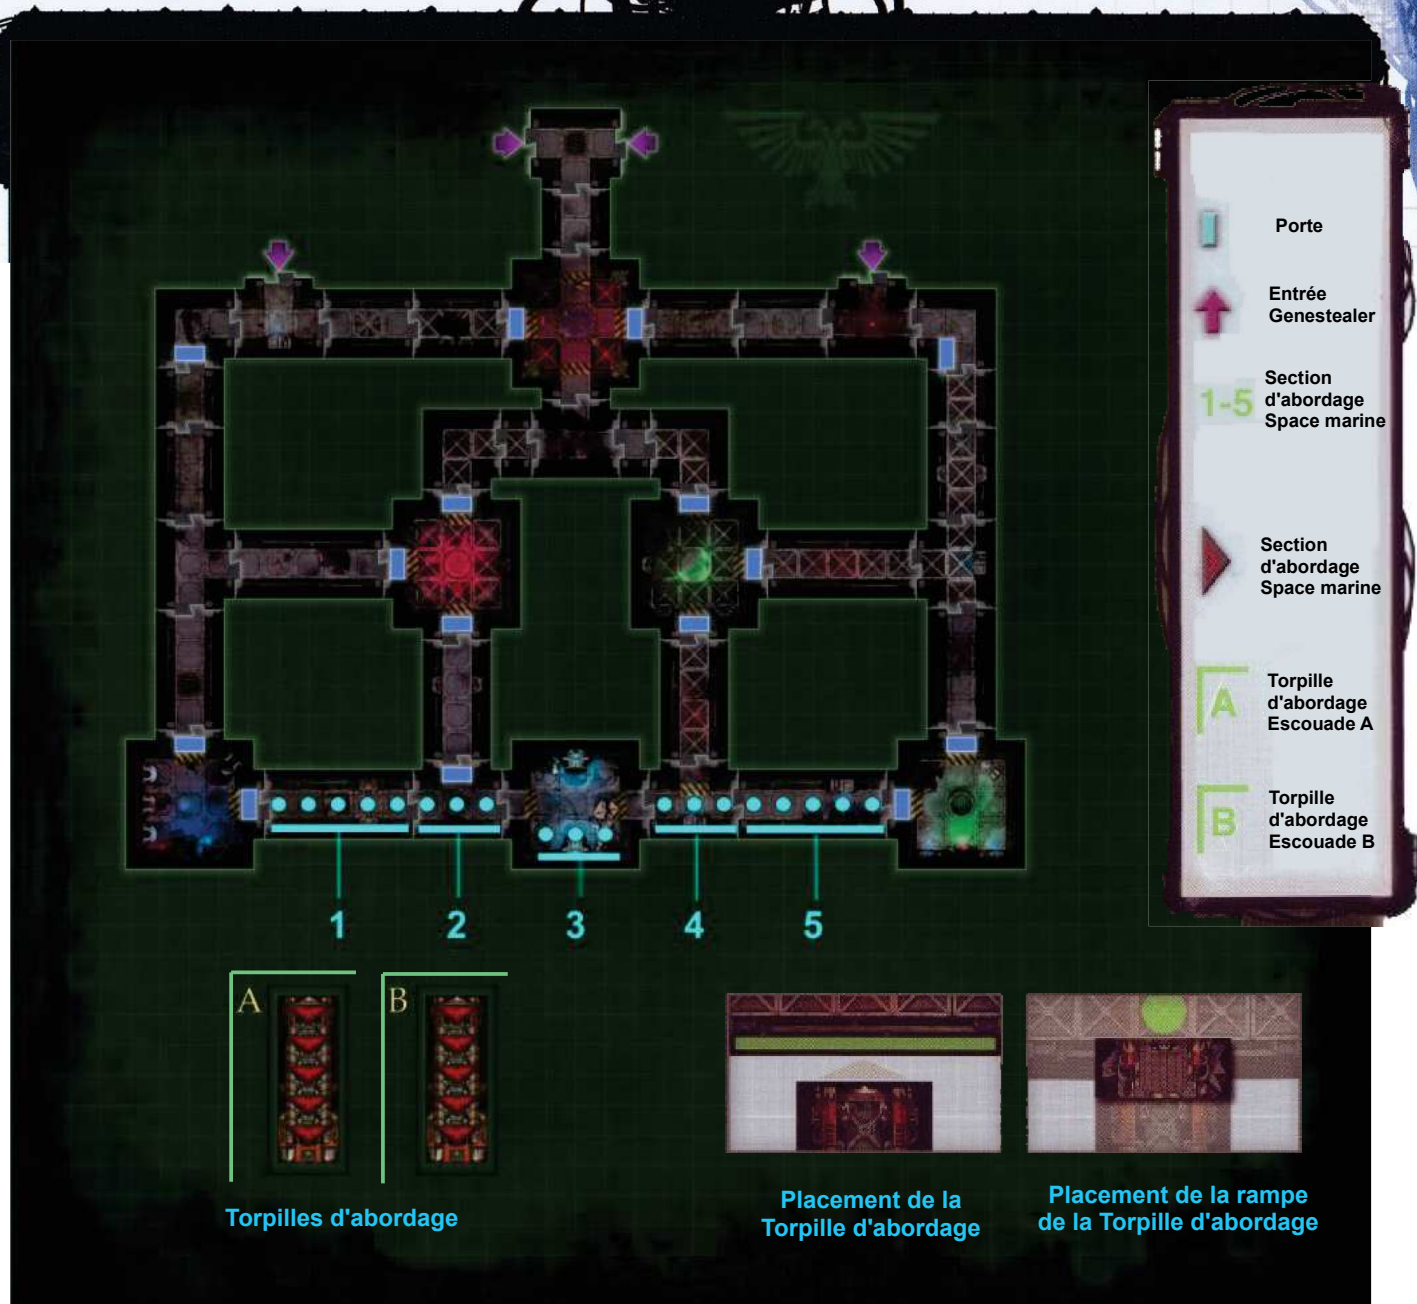 Porte
Entrée
Genestealer
1-5
Section
d'abordage
Space marine
Section
d'abordage
Space marine
A
Torpille
d'abordage
Escouade A
B
Torpille
d'abordage
Escouade B
1
2
3
4
5
A
B
Torpilles d'abordage
Placement de la
Torpille d'abordage
Placement de la rampe
de la Torpille d'abordage